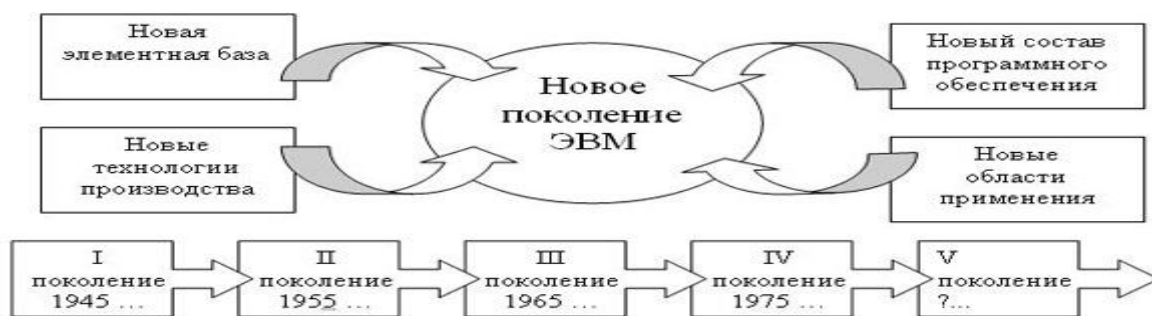 Новая
элементная база
Новые
технологии
производства
Новое
поколение
ЭВМ
Новый состав
программного
обеспечения
Новые
области
применения
I
поколение
1945 ...
II
поколение
1955 ...
III
поколение
1965 ...
IV
поколение
1975 ...
V
поколение
?...